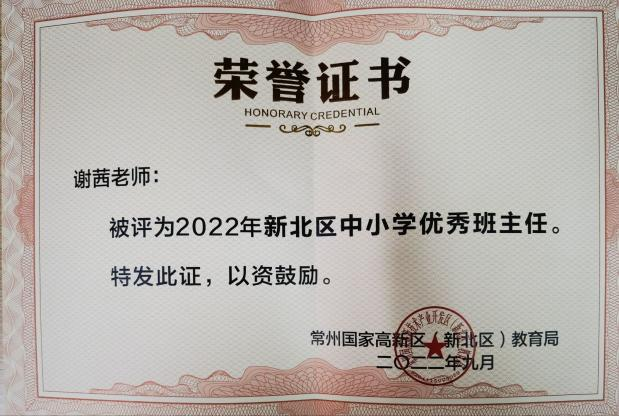 荣誉证书
HONORARY CREDENTIAL
谢茜老师：
被评为2022年新北区中小学优秀班主任。
特发此证，以资鼓励。
常州国家高新区（新北区）教育局
二〇二二年九月